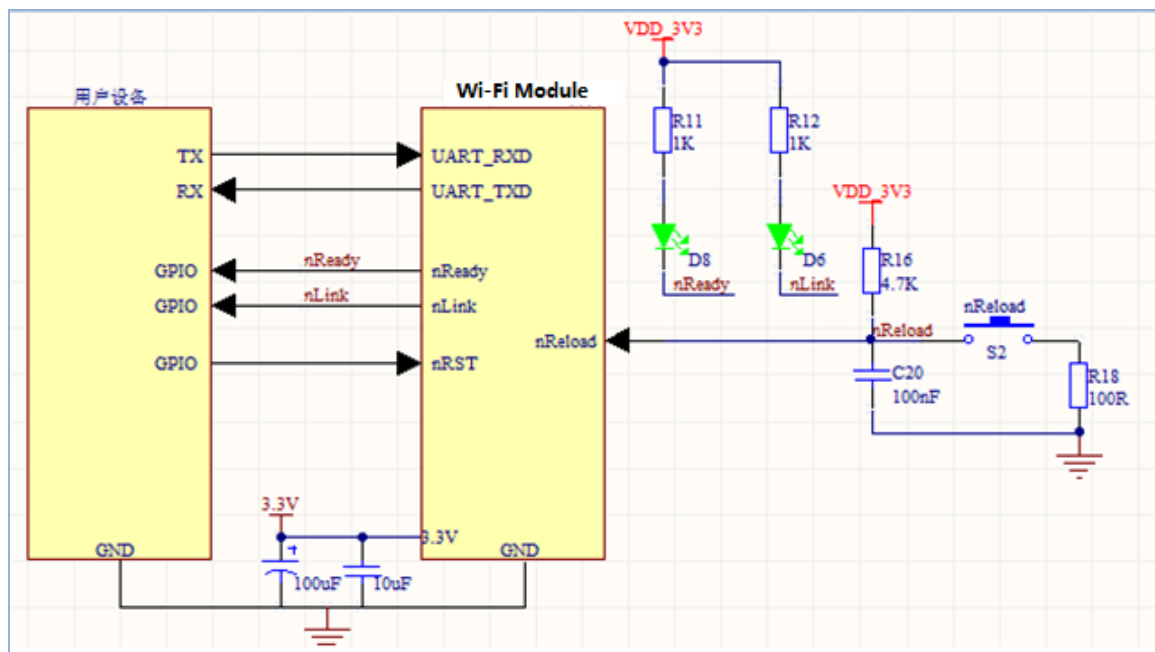 VDD_3V3
用户设备
Wi-Fi Module
R11
1K
R12
1K
TX
UART_RXD
RX
UART_TXD
VDD_3V3
GPIO
nReady
nReady
D8
D6
nReady
nLink
R16
4.7K
GPIO
nLink
nLink
nReload
nReload
nReload
S2
GPIO
nRST
C20
100nF
R18
100R
3.3V
3.3V
GND
GND
+
100uF
10uF